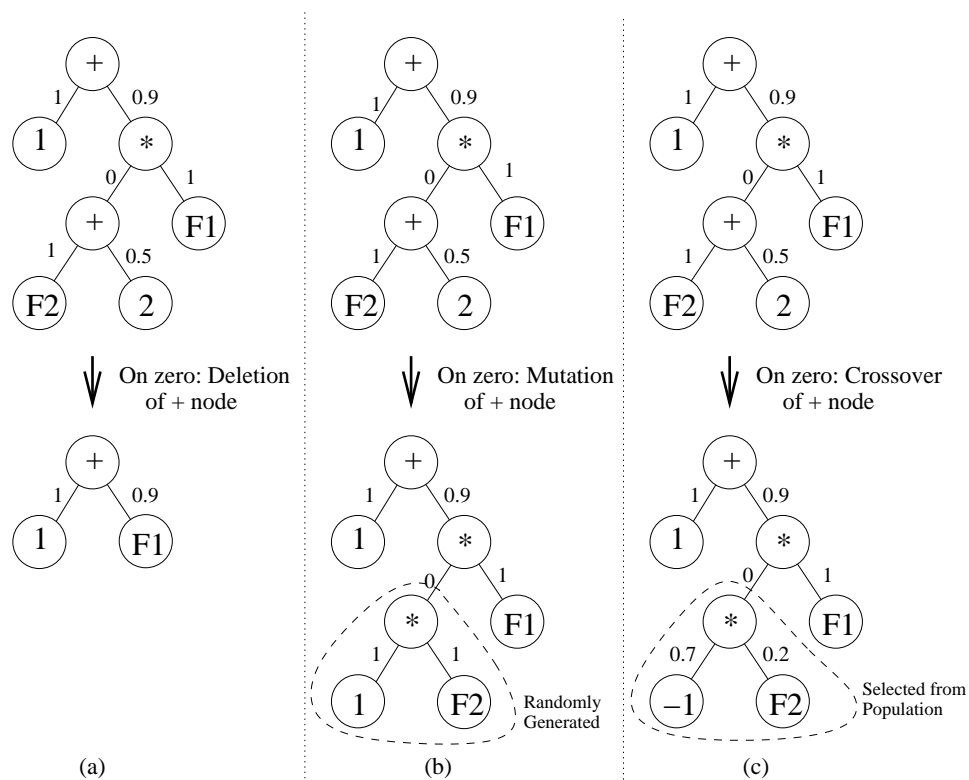 +
1
0.9
1
*
0
1
+
F1
1
0.5
F2
2
On zero: Deletion
of + node
+
1
0.9
1
F1
(a)
+
1
0.9
1
*
0
1
+
F1
1
0.5
F2
2
On zero: Mutation
of + node
+
1
0.9
1
*
0
1
*
F1
1
1
1
F2
Randomly
Generated
(b)
+
1
0.9
1
*
0
1
+
F1
1
0.5
F2
2
On zero: Crossover
of + node
+
1
0.9
1
*
0
1
*
F1
0.7
0.2
−1
F2
Selected from
Population
(c)